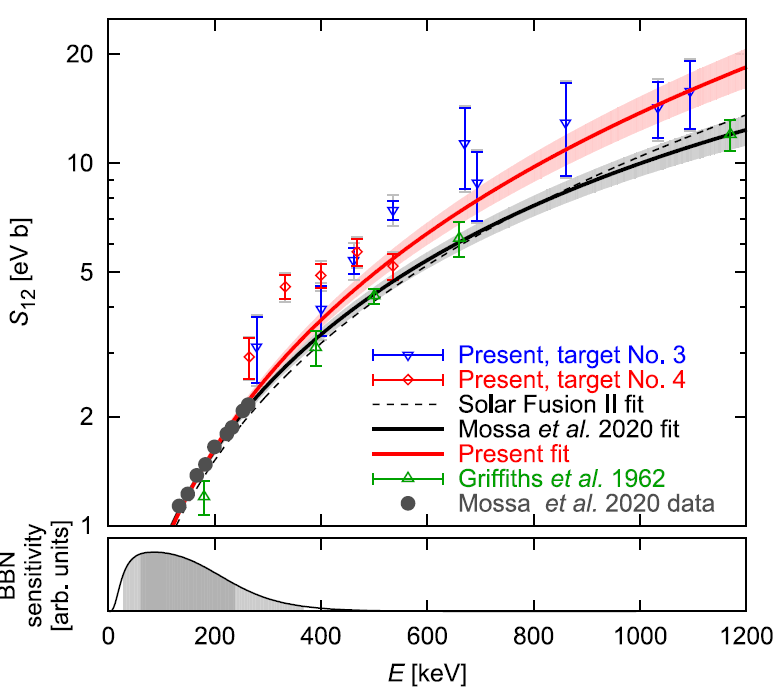 20
10
5
2
1
S12 [eV b]
Present, target No. 3
Present, target No. 4
Solar Fusion II fit
Mossa et al. 2020 fit
Present fit
Griffiths et al. 1962
Mossa et al. 2020 data
BBN
sensitivity
[arb. units]
0 200 400 600 800 1000 1200
E [keV]